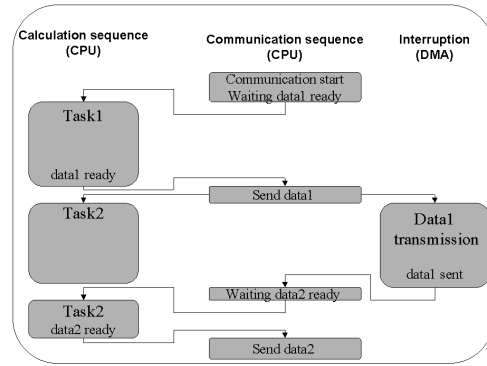 Calculation sequence
(CPU)
Communication sequence
(CPU)
Interruption
(DMA)
Communication start
Waiting data1 ready
Task1
data1 ready
Send data1
Task2
Data1
transmission
data1 sent
Waiting data2 ready
Task2
data2 ready
Send data2